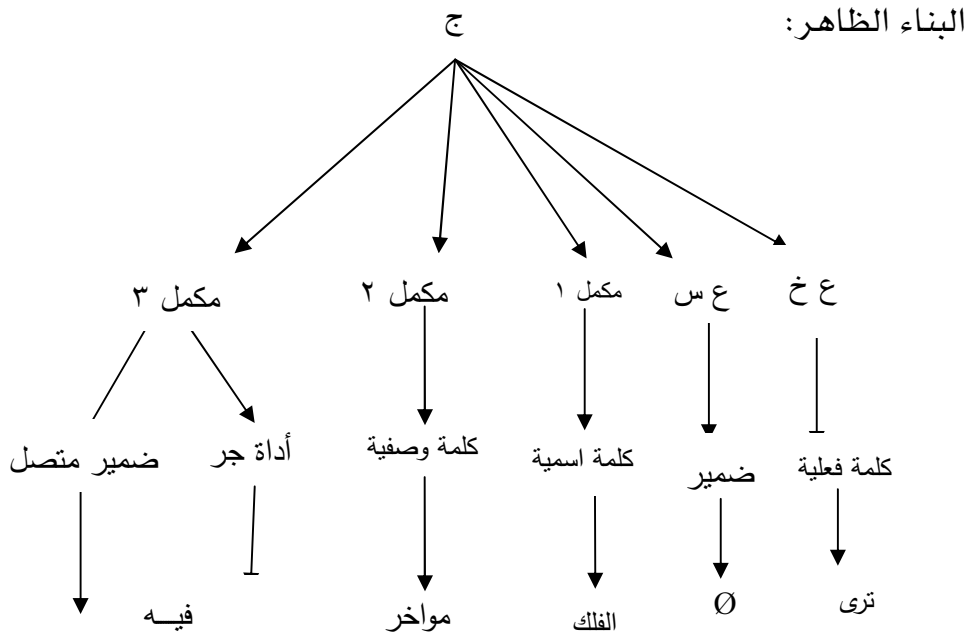 البناء الظاهر:
ج
ع خ
ع س
مكمل ١
مكمل ٢
مكمل ٣
كلمة فعلية
ضمير
كلمة اسمية
كلمة وصفية
أداة جر
ضمير متصل
ترى
Ø
الفلك
مواخر
فيــه